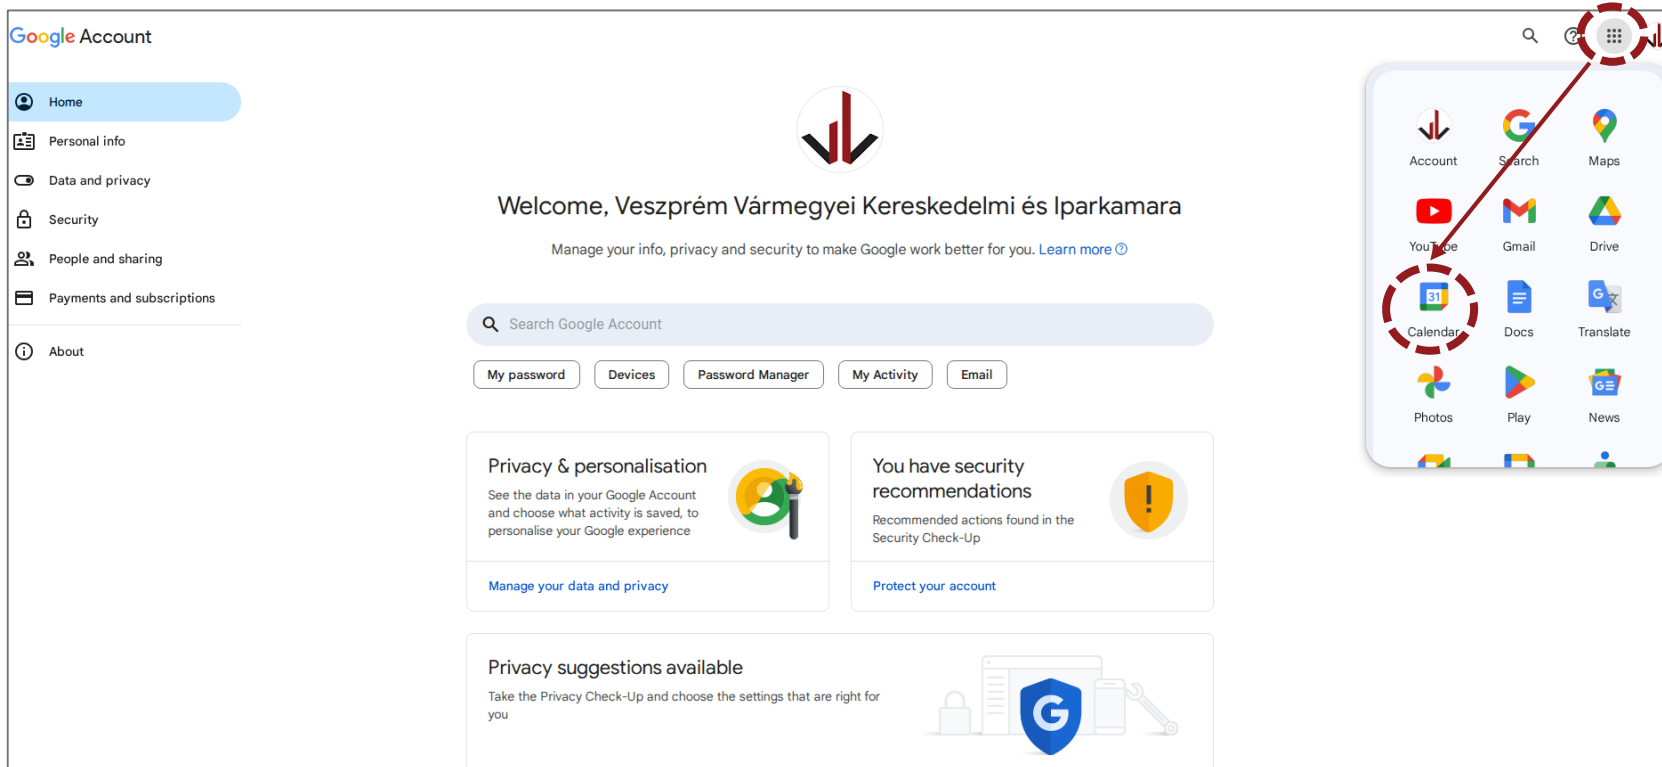 Google Account
Home
Personal info
Data and privacy
Security
People and sharing
Payments and subscriptions
About
Welcome, Veszprém Vármegyei Kereskedelmi és Iparkamara
Manage your info, privacy and security to make Google work better for you. Learn more
Search Google Account
My password
Devices
Password Manager
My Activity
Email
Privacy & personalisation
See the data in your Google Account
and choose what activity is saved, to
personalise your Google experience
Manage your data and privacy
You have security
recommendations
Recommended actions found in the
Security Check-Up
Protect your account
Privacy suggestions available
Take the Privacy Check-Up and choose the settings that are right for
you
G
Account
Search
Maps
YouTube
Gmail
Drive
31
Calendar
Docs
G 文
Translate
Photos
Play
GE
News